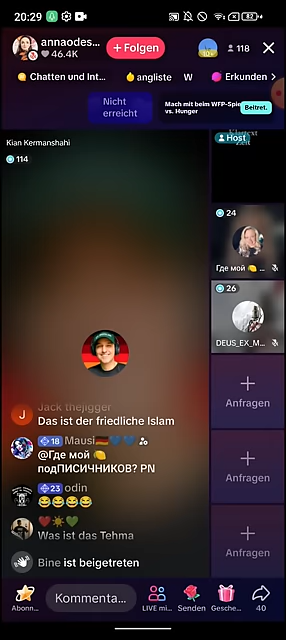 20:29
82
annaodes...
46.4K
+ Folgen
118
Chatten und Int...
angliste
W
Erkunden >
Nicht
erreicht
Mach mit beim WFP-Spie
vs. Hunger
Beitret.
Kian Kermanshahi
114
Host
24
Где мой 🍋 ...
26
DEUS_EX_M...
Anfragen
Anfragen
Anfragen
Jack thejigger
Das ist der friedliche Islam
18 Mausi🇩🇪💙💙
@Где мой 🍋
подПИСИЧНИКОВ? PN
23 odin
😂😂😂😂
❤️☀️💚
Was ist das Tehma
Bine ist beigetreten
Abonn...
Kommenta...
LIVE mi...
Senden
Gesche...
40